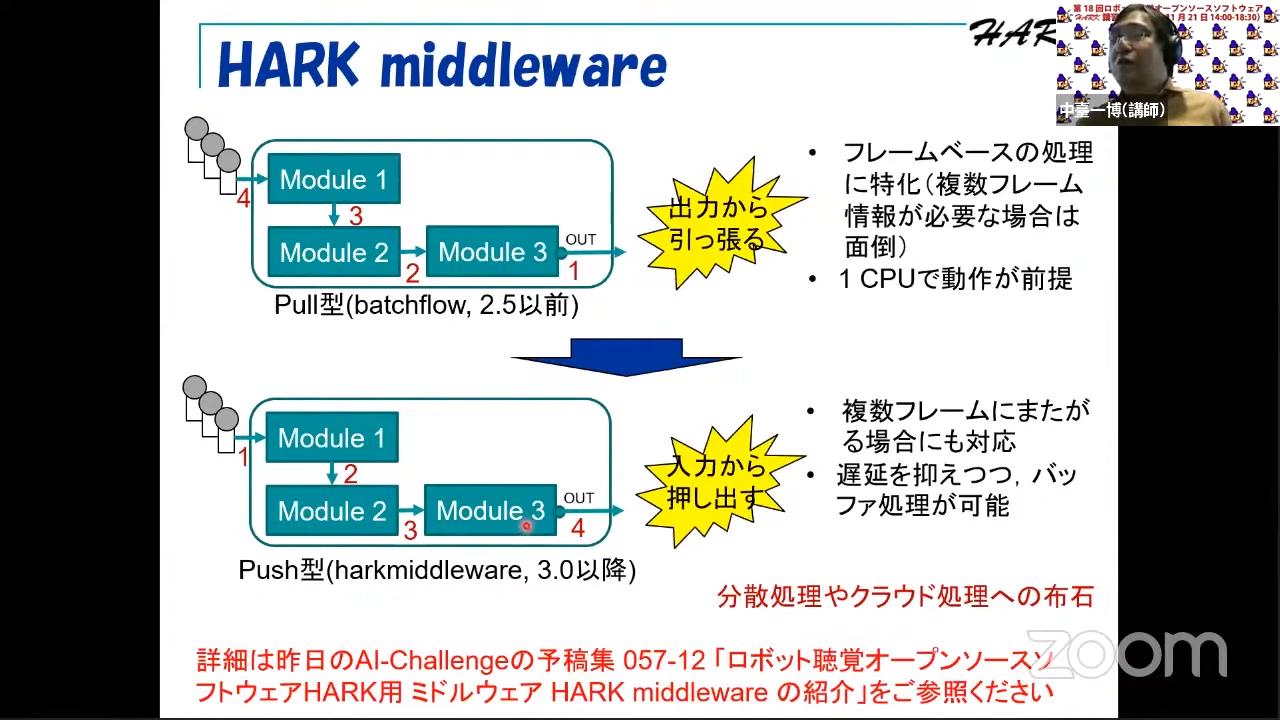 HARK middleware
HAR
中臺一博(講師)
4
Module 1
3
Module 2
2
Module 3
OUT
1
Pull型(batchflow, 2.5以前)
出力から
引っ張る
• フレームベースの処理
に特化(複数フレーム
情報が必要な場合は
面倒)
• 1 CPUで動作が前提
1
Module 1
2
Module 2
3
Module 3
OUT
4
Push型(harkmiddleware, 3.0以降)
入力から
押し出す
• 複数フレームにまたが
る場合にも対応
• 遅延を抑えつつ，バッ
ファ処理が可能
分散処理やクラウド処理への布石
詳細は昨日のAI-Challengeの予稿集 057-12 「ロボット聴覚オープンソースソ
フトウェアHARK用 ミドルウェア HARK middleware の紹介」をご参照ください
zoom